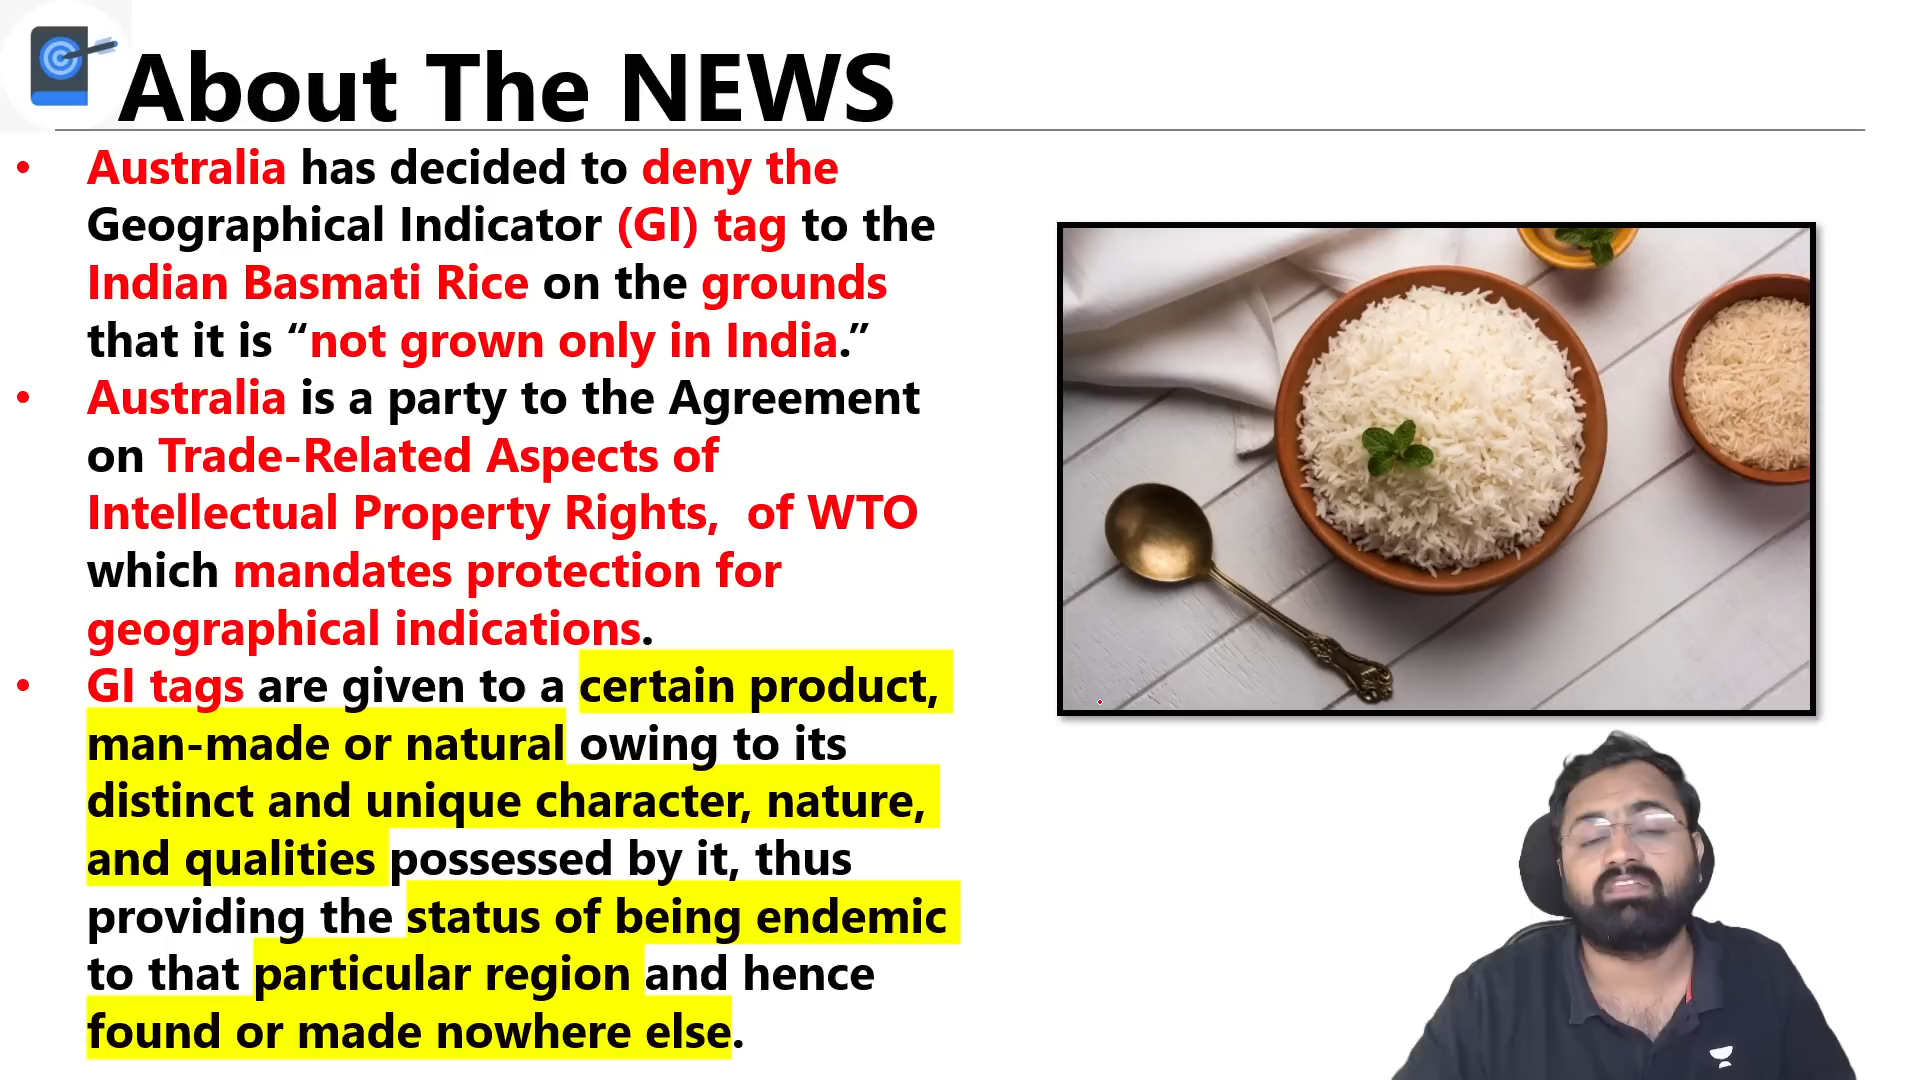 About The NEWS
• Australia has decided to deny the
Geographical Indicator (GI) tag to the
Indian Basmati Rice on the grounds
that it is “not grown only in India.”
• Australia is a party to the Agreement
on Trade-Related Aspects of
Intellectual Property Rights, of WTO
which mandates protection for
geographical indications.
• GI tags are given to a certain product,
man-made or natural owing to its
distinct and unique character, nature,
and qualities possessed by it, thus
providing the status of being endemic
to that particular region and hence
found or made nowhere else.